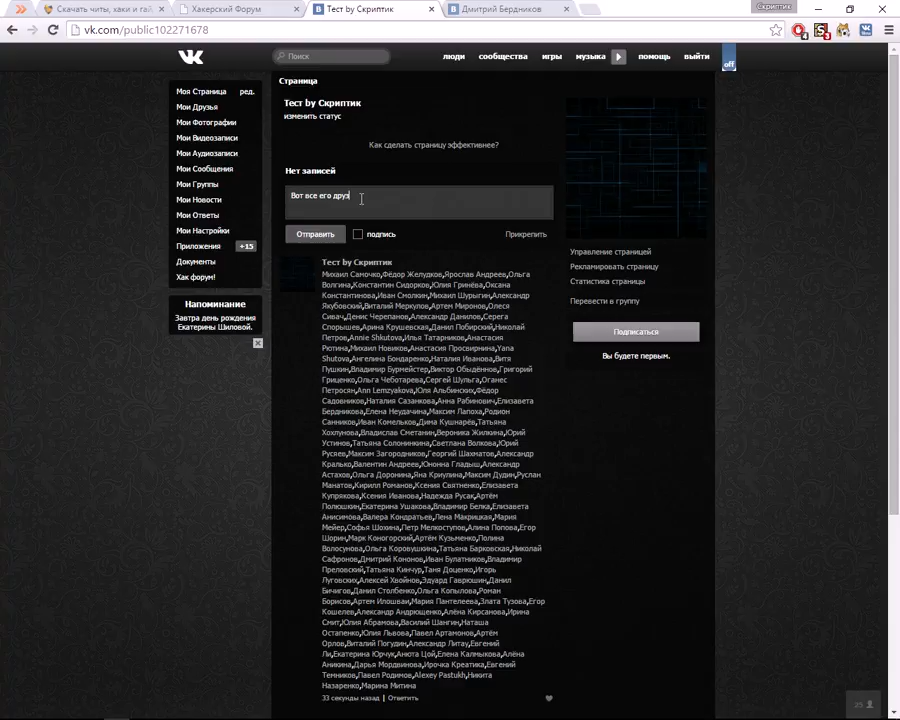 Скачать читы, хаки и гай
Хакерский Форум
Тест by Скриптик
Дмитрий Бердников
Скриптик
vk.com/public102271678
Поиск
люди сообщества игры музыка помощь выйти
off
Моя Страница ред.
Мои Друзья
Мои Фотографии
Мои Видеозаписи
Мои Аудиозаписи
Мои Сообщения
Мои Группы
Мои Новости
Мои Ответы
Мои Настройки
Приложения +15
Документы
Хак форум!
Напоминание
Завтра день рождения
Екатерины Шиловой.
Страница
Тест by Скриптик
изменить статус
Как сделать страницу эффективнее?
Нет записей
Вот все его друз
Отправить подпись Прикрепить
Тест by Скриптик
Михаил Самочко,Фёдор Желудков,Ярослав Андреев,Ольга
Волгина,Константин Сидорков,Юлия Гринёва,Оксана
Константинова,Иван Смолкин,Михаил Шурыгин,Александр
Якубовский,Виталий Меркулов,Артем Миронов,Олеся
Сивач,Денис Черепанов,Александр Данилов,Серега
Спорышев,Арина Крушевская,Данил Побирский,Николай
Петров,Annie Shkutova,Илья Татарников,Анастасия
Рютина,Михаил Новиков,Анастасия Просвирнина,Yana
Shutova,Ангелина Бондаренко,Наталия Иванова,Витя
Пушкин,Владимир Бурмейстер,Виктор Обыдённов,Григорий
Гриценко,Ольга Чеботарева,Сергей Шульга,Оганес
Петросян,Ann Lemzyakova,Юля Альбинских,Фёдор
Садовников,Наталия Сазанкова,Анна Рабинович,Елизавета
Бердникова,Елена Неудачина,Максим Лапоха,Родион
Санников,Иван Комельков,Дима Кушнарёв,Татьяна
Хохлунова,Владислав Сметанин,Вероника Жилкина,Юрий
Устинов,Татьяна Солонинкина,Светлана Волкова,Юрий
Русяев,Максим Загородников,Георгий Шахматов,Александр
Кралько,Валентин Андреев,Юнонна Гладыш,Александр
Астахов,Ольга Доронина,Яна Криулина,Максим Дудин,Руслан
Манатов,Кирилл Романов,Ксения Святненко,Елизавета
Купрякова,Ксения Иванова,Надежда Русак,Артём
Полюшкин,Екатерина Ушакова,Владимир Белка,Елизавета
Анисимова,Валера Кондратьев,Лена Макрицкая,Мария
Мейер,Софья Шохина,Петр Мелкоступов,Алина Попова,Егор
Шорин,Марк Коногорский,Артём Кузьменко,Полина
Волосунова,Ольга Коровушкина,Татьяна Барковская,Николай
Сафронов,Дмитрий Кононов,Иван Булатников,Владимир
Преловский,Татьяна Кинчур,Таня Доценко,Игорь
Луговских,Алексей Хвойнов,Эдуард Гаврюшин,Данил
Бичигов,Данил Столбенко,Ольга Копылова,Роман
Борисов,Артем Илошваи,Мария Пантелеева,Злата Тузова,Егор
Кошелев,Александр Андрющенко,Алёна Кирсанова,Ирина
Смит,Юлия Абрамова,Василий Шангин,Наташа
Остапенко,Юлия Львова,Павел Артамонов,Артём
Орлов,Виталий Погудин,Александр Литау,Евгений
Ли,Екатерина Юрчук,Анюта Цой,Елена Калмыкова,Алёна
Аникина,Дарья Мордвинова,Ирочка Креатика,Евгений
Темников,Павел Родимов,Alexey Pastukh,Никита
Назаренко,Марина Митина
33 секунды назад | Ответить
Управление страницей
Рекламировать страницу
Статистика страницы
Перевести в группу
Подписаться
Вы будете первым.
25